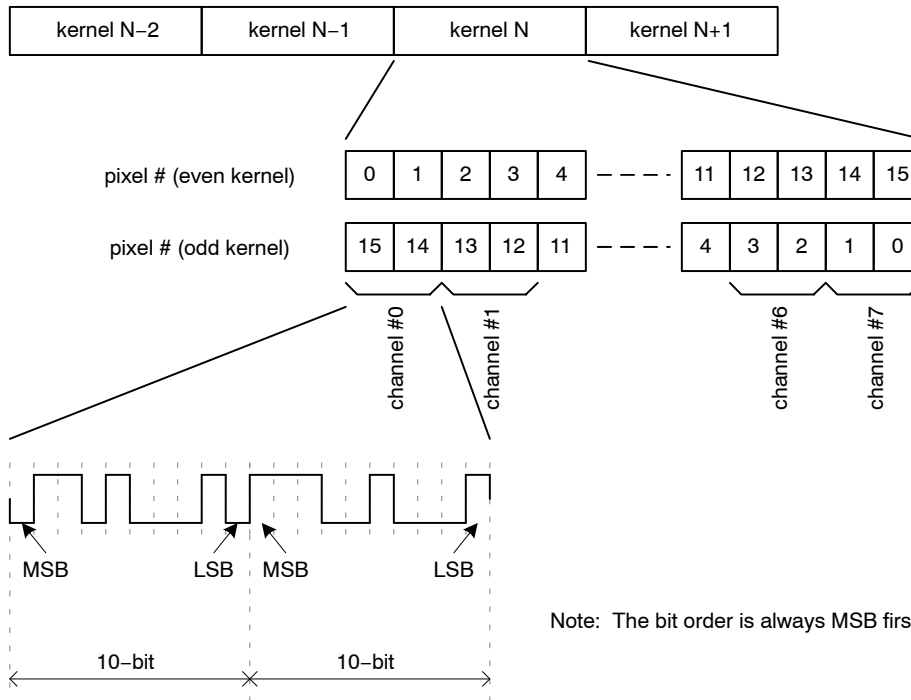 kernel N−2 kernel N−1 kernel N kernel N+1
pixel # (even kernel) 0 1 2 3 4 11 12 13 14 15
pixel # (odd kernel) 15 14 13 12 11 4 3 2 1 0
channel #0 channel #1 channel #6 channel #7
MSB LSB MSB LSB
Note: The bit order is always MSB firs
10−bit 10−bit